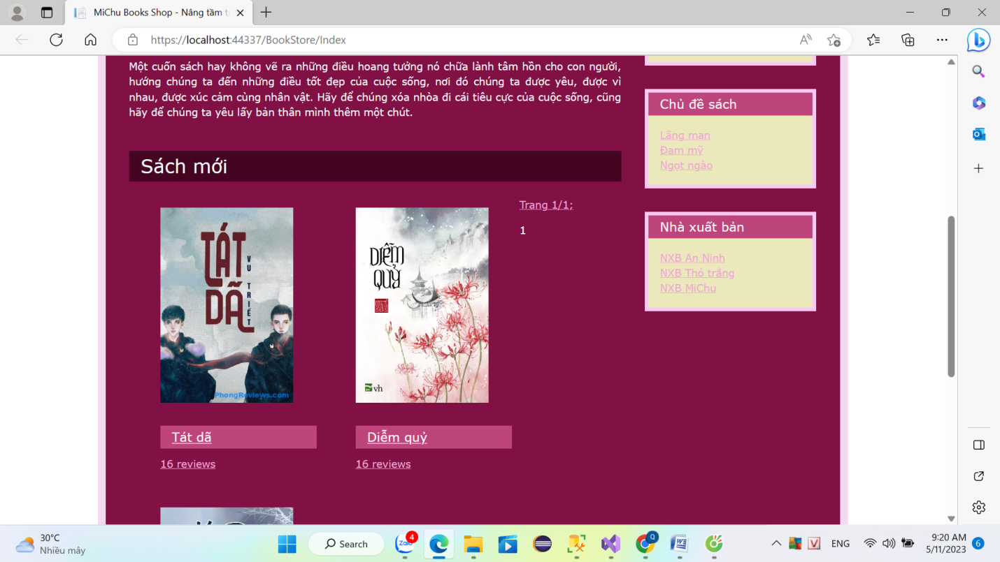 MiChu Books Shop - Nâng tầm t
https://localhost:44337/BookStore/Index
Một cuốn sách hay không vẽ ra những điều hoang tưởng nó chữa lành tâm hồn cho con người,
hướng chúng ta đến những điều tốt đẹp của cuộc sống, nơi đó chúng ta được yêu, được vì
nhau, được xúc cảm cùng nhân vật. Hãy để chúng xóa nhòa đi cái tiêu cực của cuộc sống, cũng
hãy để chúng ta yêu lấy bản thân mình thêm một chút.
Sách mới
TÁT
DÃ
VU TRIẾT
PhongReviews.com
DIỄM
QUỶ
vh
Trang 1/1;
1
Tát dã
16 reviews
Diễm quỷ
16 reviews
Chủ đề sách
Lãng mạn
Đam mỹ
Ngọt ngào
Nhà xuất bản
NXB An Ninh
NXB Thỏ trắng
NXB MiChu
30°C
Nhiều mây
Search
Zalo
4
Q
V
ENG
9:20 AM
5/11/2023
6